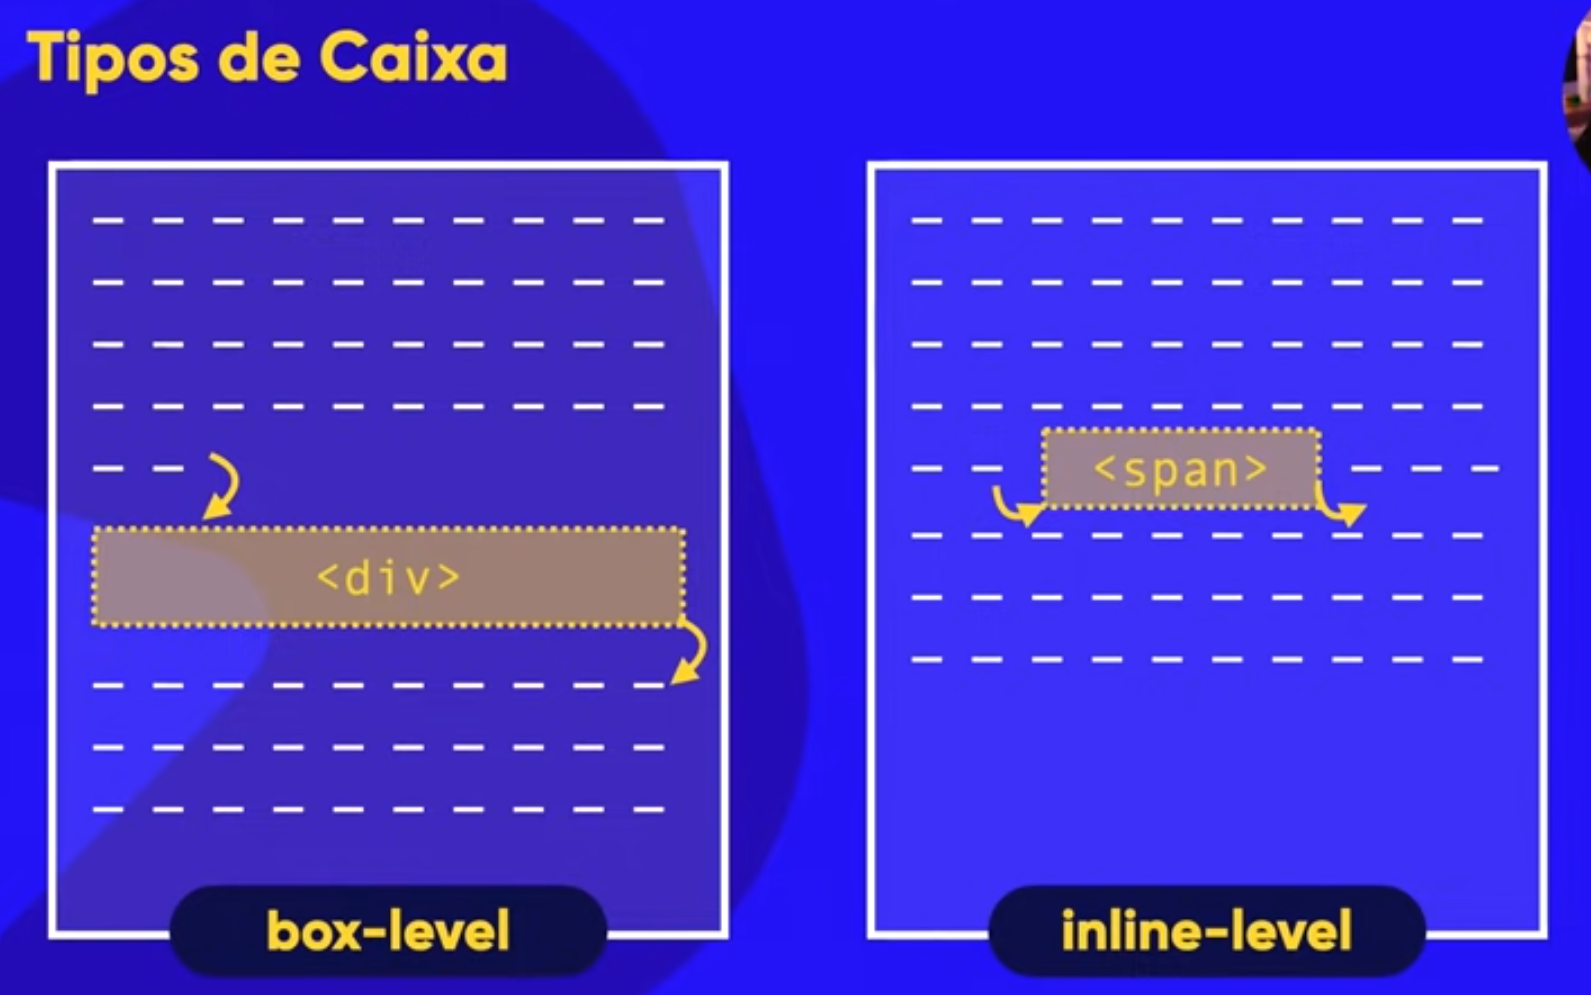 Tipos de Caixa
<div>
box-level
<span>
inline-level